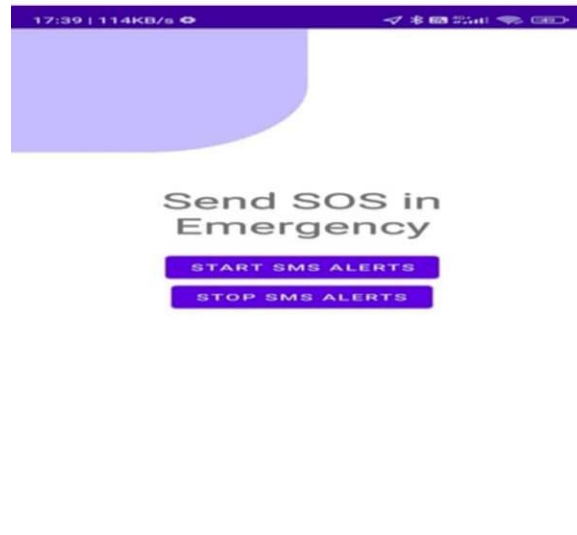 17:39 | 114KB/s
Send SOS in
Emergency
START SMS ALERTS
STOP SMS ALERTS